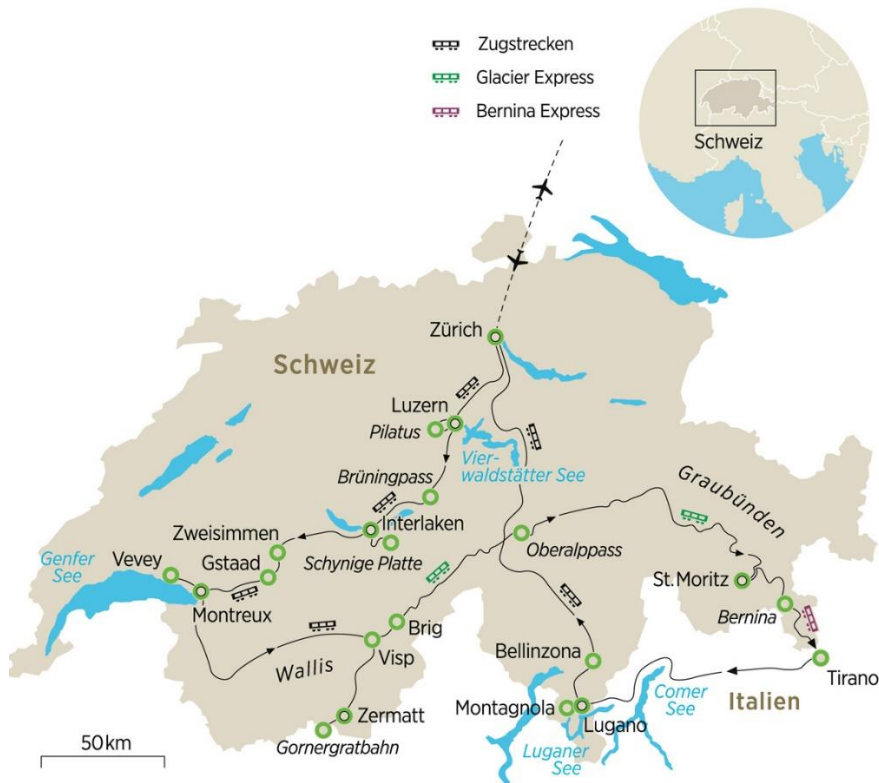 Zugstrecken
Glacier Express
Bernina Express
Schweiz
Zürich
Schweiz
Luzern
Pilatus
Vier-
waldstätter See
Brüningpass
Graubünden
Interlaken
Zweisimmen
Oberalppass
Genfer
See
Vevey
Gstaad
Schynige Platte
St. Moritz
Montreux
Bernina
Brig
Bellinzona
Wallis
Visp
Comer
See
Tirano
Italien
Montagnola
Lugano
Zermatt
Gornergratbahn
Luganer
See
50 km